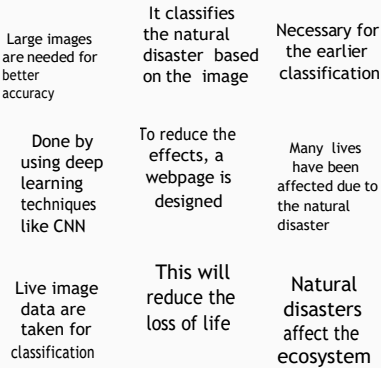 Large images
are needed for
better
accuracy
It classifies
the natural
disaster based
on the image
Necessary for
the earlier
classification
Done by
using deep
learning
techniques
like CNN
To reduce the
effects, a
webpage is
designed
Many lives
have been
affected due to
the natural
disaster
Live image
data are
taken for
classification
This will
reduce the
loss of life
Natural
disasters
affect the
ecosystem